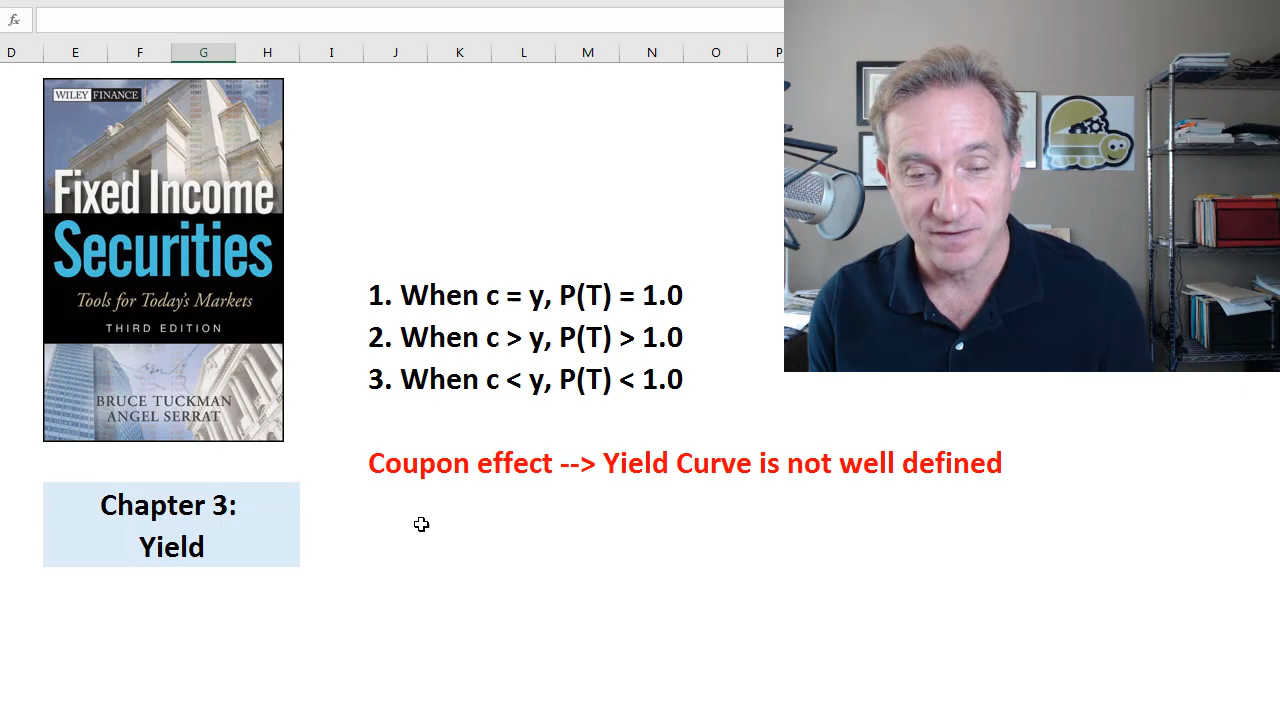 fx
D E F G H I J K L M N O P
WILEY FINANCE
Fixed Income
Securities
Tools for Today's Markets
THIRD EDITION
BRUCE TUCKMAN
ANGEL SERRAT
Chapter 3:
Yield
1. When c = y, P(T) = 1.0
2. When c > y, P(T) > 1.0
3. When c < y, P(T) < 1.0
Coupon effect --> Yield Curve is not well defined